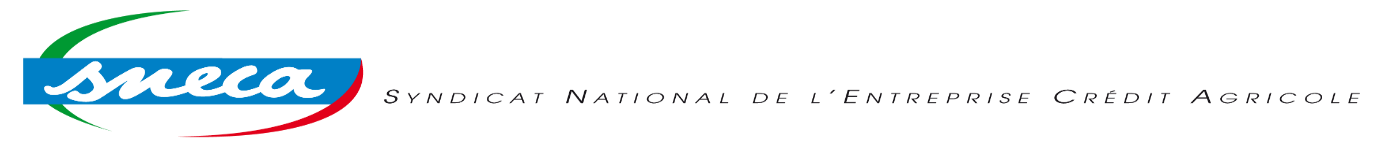 sneca
SYNDICAT NATIONAL DE L'ENTREPRISE CRÉDIT AGRICOLE